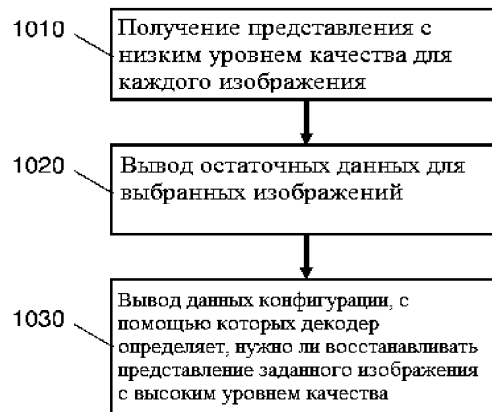 1010
Получение представления с
низким уровнем качества для
каждого изображения
1020
Вывод остаточных данных для
выбранных изображений
1030
Вывод данных конфигурации, с
помощью которых декодер
определяет, нужно ли восстанавливать
представление заданного изображения
с высоким уровнем качества